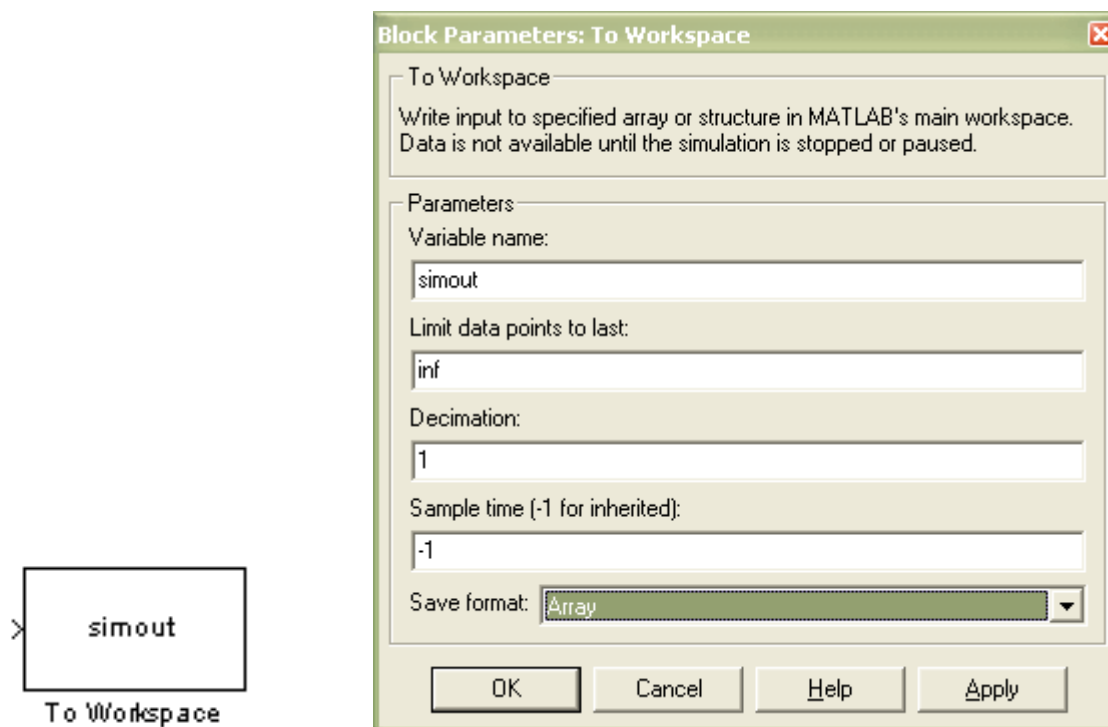 Block Parameters: To Workspace
To Workspace
Write input to specified array or structure in MATLAB's main workspace.
Data is not available until the simulation is stopped or paused.
Parameters
Variable name:
simout
Limit data points to last:
inf
Decimation:
1
Sample time (-1 for inherited):
-1
Save format: Array
OK Cancel Help Apply
simout
To Workspace